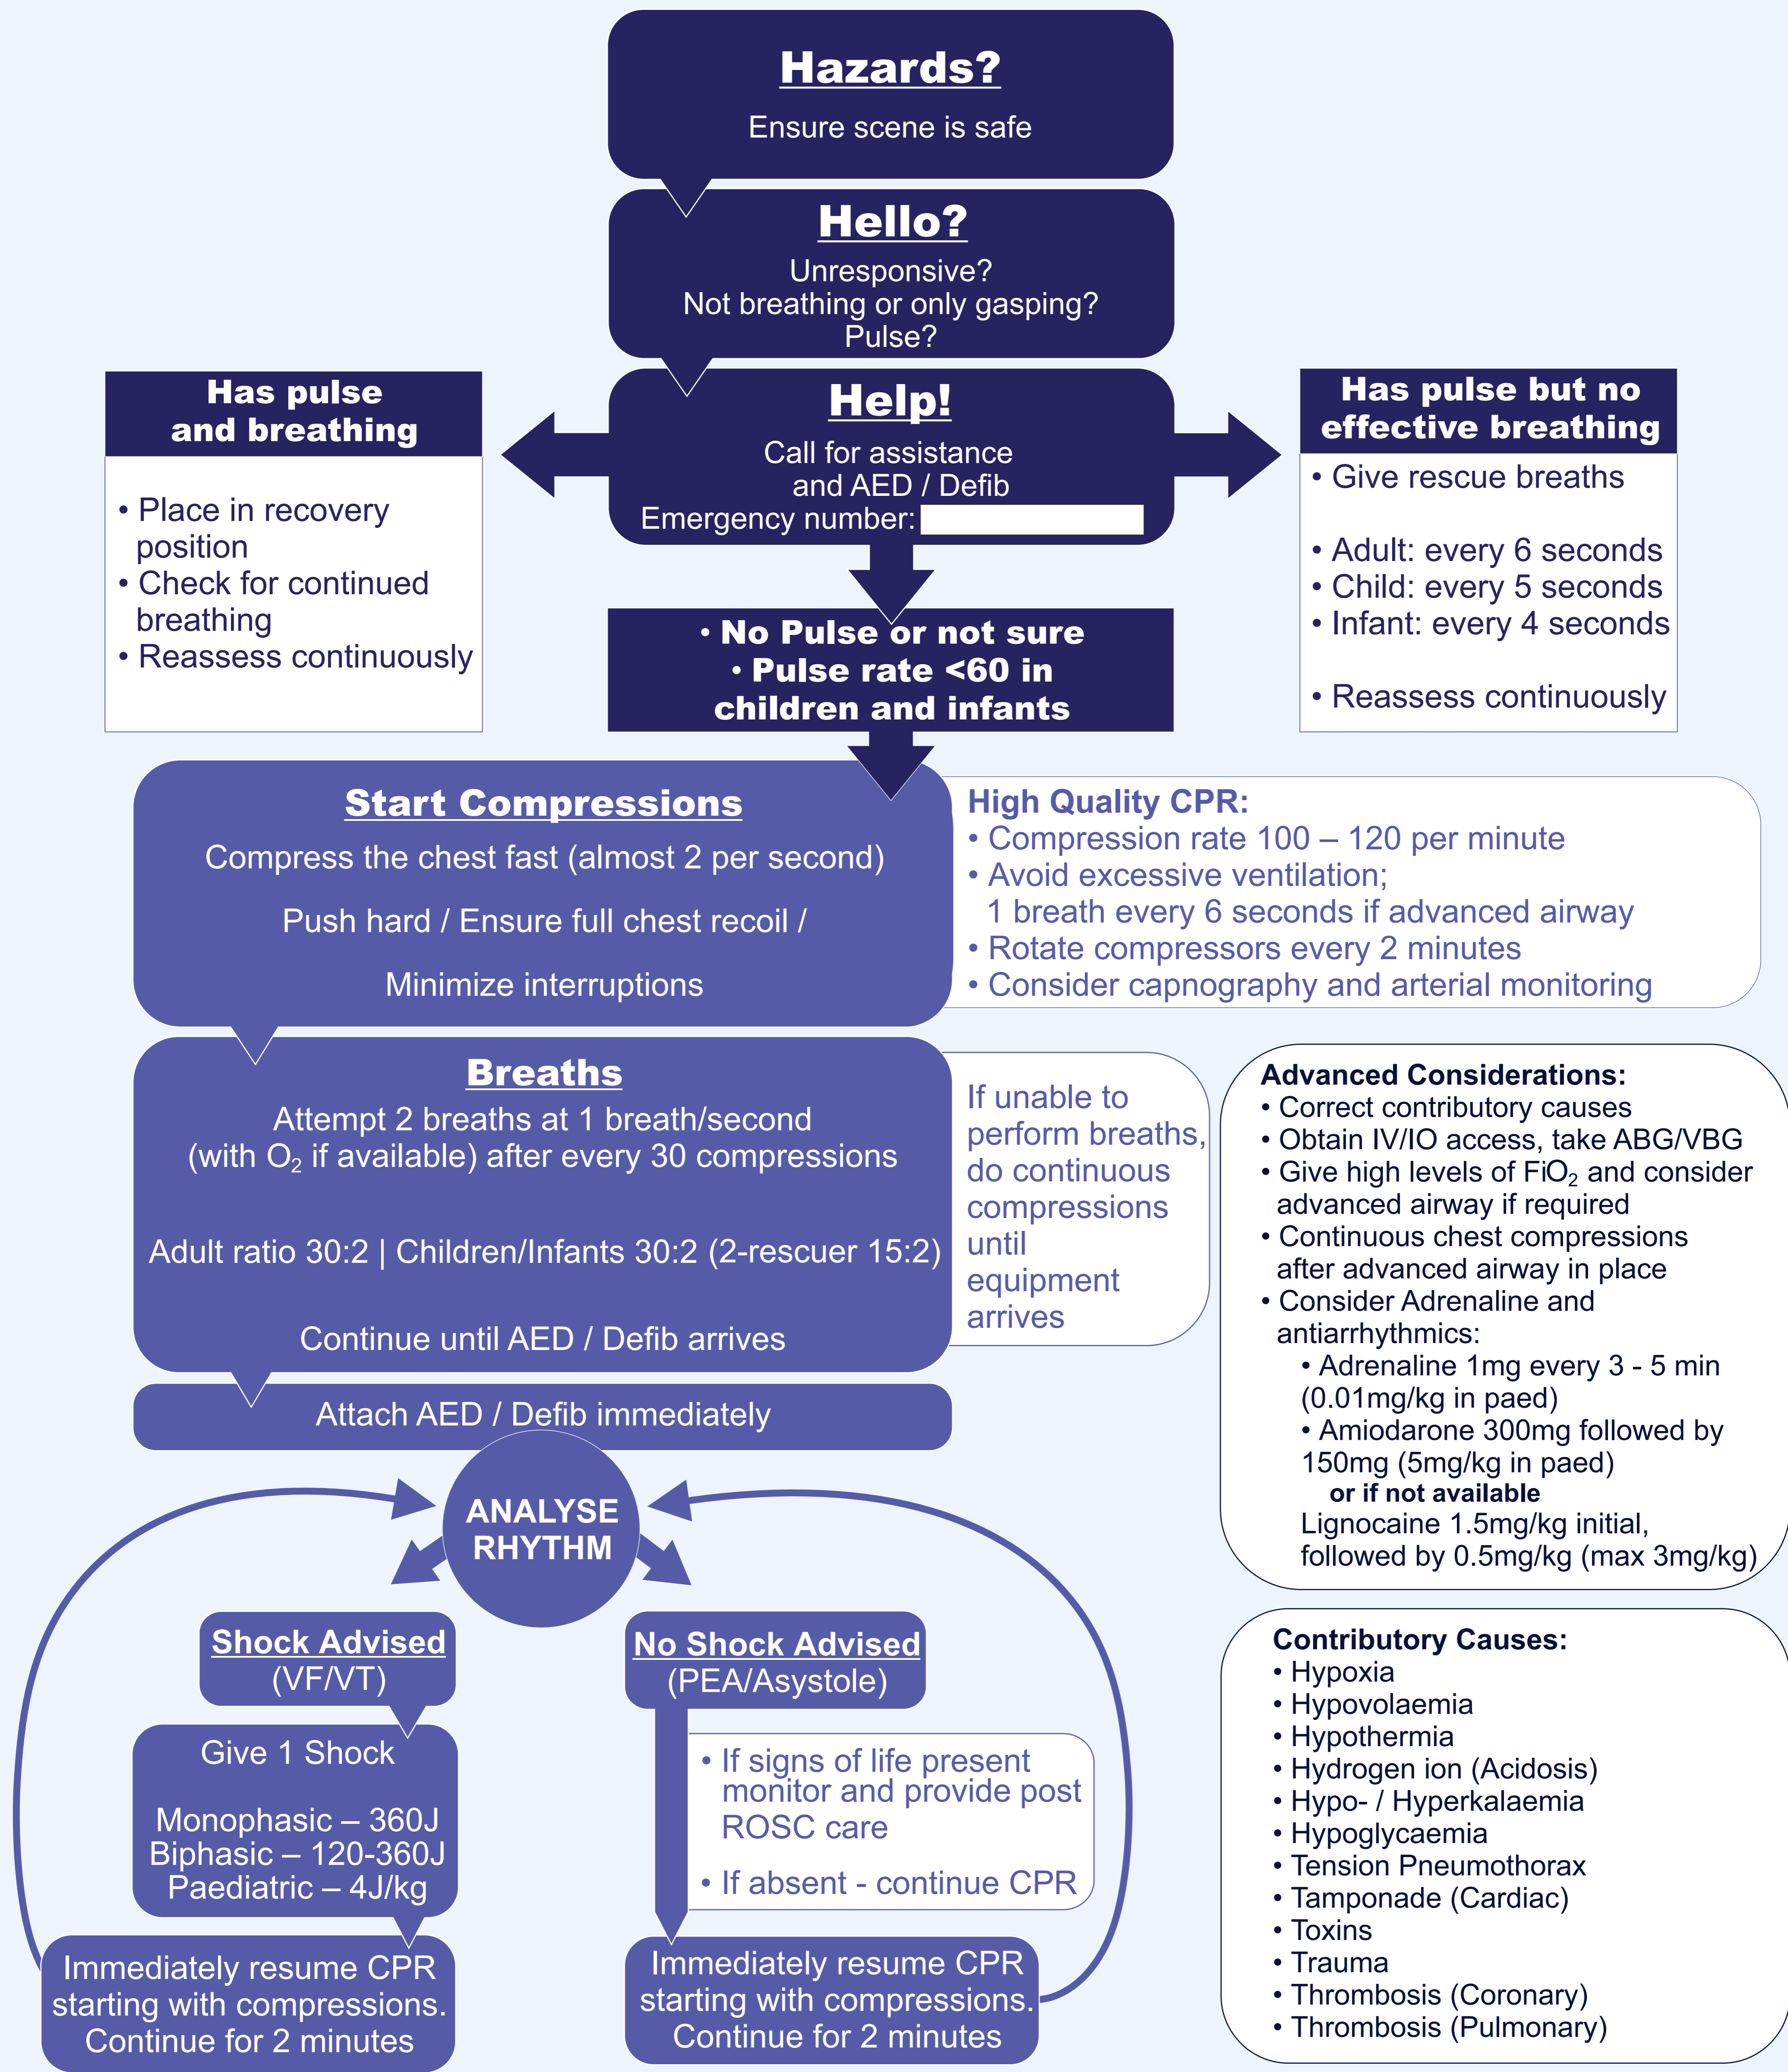 Hazards?
Ensure scene is safe
Hello?
Unresponsive?
Not breathing or only gasping?
Pulse?
Help!
Call for assistance
and AED / Defib
Emergency number:
Has pulse
and breathing
• Place in recovery
position
• Check for continued
breathing
• Reassess continuously
Has pulse but no
effective breathing
• Give rescue breaths
• Adult: every 6 seconds
• Child: every 5 seconds
• Infant: every 4 seconds
• Reassess continuously
• No Pulse or not sure
• Pulse rate <60 in
children and infants
Start Compressions
Compress the chest fast (almost 2 per second)
Push hard / Ensure full chest recoil /
Minimize interruptions
High Quality CPR:
• Compression rate 100 – 120 per minute
• Avoid excessive ventilation;
1 breath every 6 seconds if advanced airway
• Rotate compressors every 2 minutes
• Consider capnography and arterial monitoring
Breaths
Attempt 2 breaths at 1 breath/second
(with O₂ if available) after every 30 compressions
Adult ratio 30:2 | Children/Infants 30:2 (2-rescuer 15:2)
Continue until AED / Defib arrives
If unable to
perform breaths,
do continuous
compressions
until
equipment
arrives
Attach AED / Defib immediately
ANALYSE
RHYTHM
Shock Advised
(VF/VT)
Give 1 Shock
Monophasic – 360J
Biphasic – 120-360J
Paediatric – 4J/kg
Immediately resume CPR
starting with compressions.
Continue for 2 minutes
No Shock Advised
(PEA/Asystole)
• If signs of life present
monitor and provide post
ROSC care
• If absent - continue CPR
Immediately resume CPR
starting with compressions.
Continue for 2 minutes
Advanced Considerations:
• Correct contributory causes
• Obtain IV/IO access, take ABG/VBG
• Give high levels of FiO₂ and consider
advanced airway if required
• Continuous chest compressions
after advanced airway in place
• Consider Adrenaline and
antiarrhythmics:
• Adrenaline 1mg every 3 - 5 min
(0.01mg/kg in paed)
• Amiodarone 300mg followed by
150mg (5mg/kg in paed)
or if not available
Lignocaine 1.5mg/kg initial,
followed by 0.5mg/kg (max 3mg/kg)
Contributory Causes:
• Hypoxia
• Hypovolaemia
• Hypothermia
• Hydrogen ion (Acidosis)
• Hypo- / Hyperkalaemia
• Hypoglycaemia
• Tension Pneumothorax
• Tamponade (Cardiac)
• Toxins
• Trauma
• Thrombosis (Coronary)
• Thrombosis (Pulmonary)